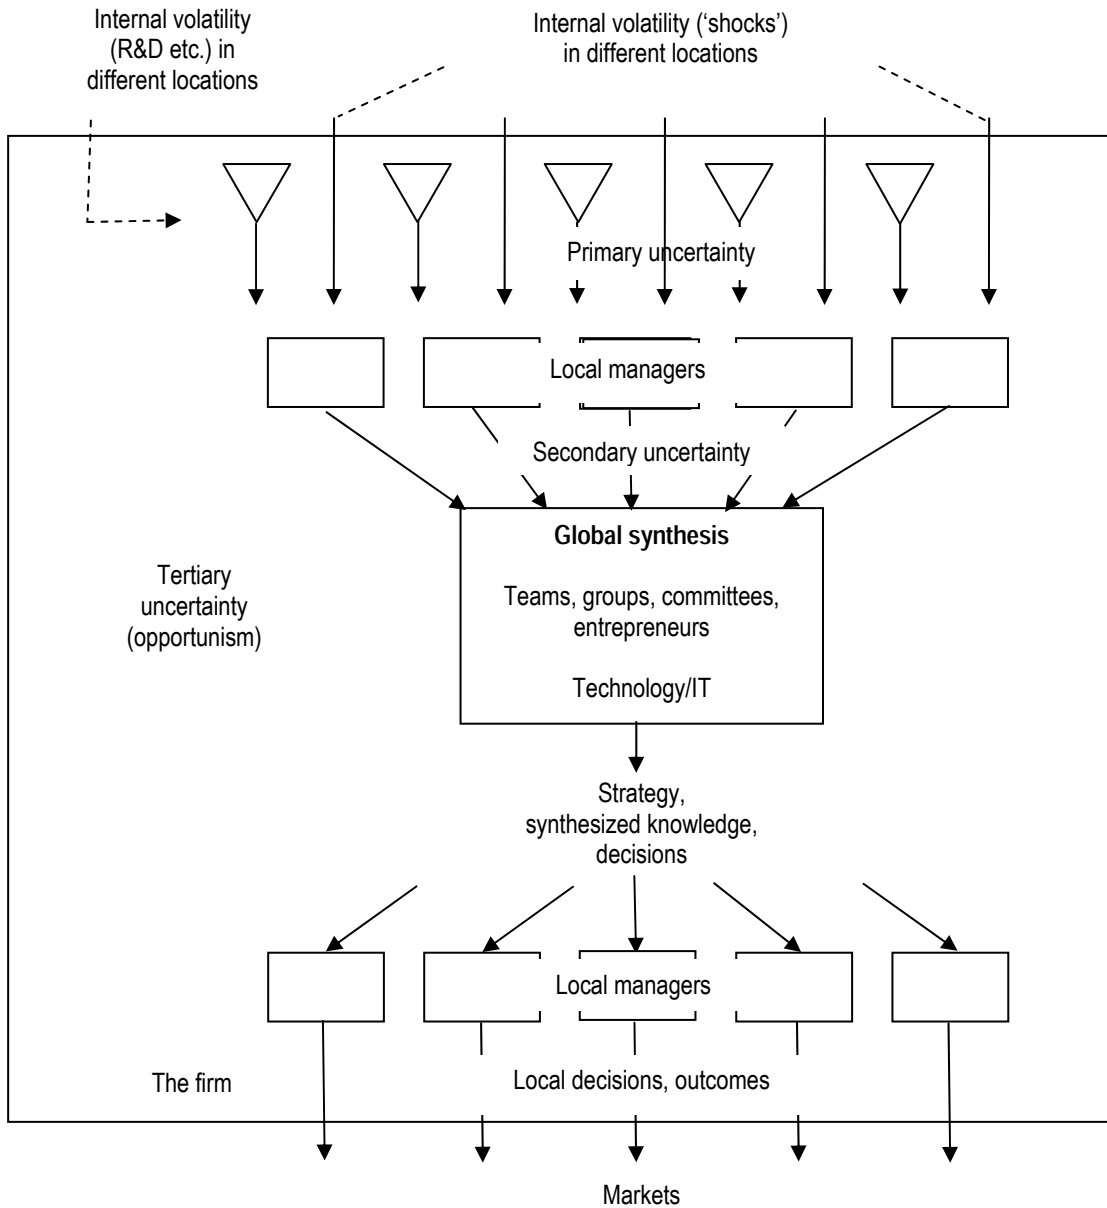 Internal volatility
(R&D etc.) in
different locations
Internal volatility (‘shocks’)
in different locations
Primary uncertainty
Local managers
Secondary uncertainty
Global synthesis
Teams, groups, committees,
entrepreneurs
Technology/IT
Tertiary
uncertainty
(opportunism)
Strategy,
synthesized knowledge,
decisions
Local managers
The firm
Local decisions, outcomes
Markets